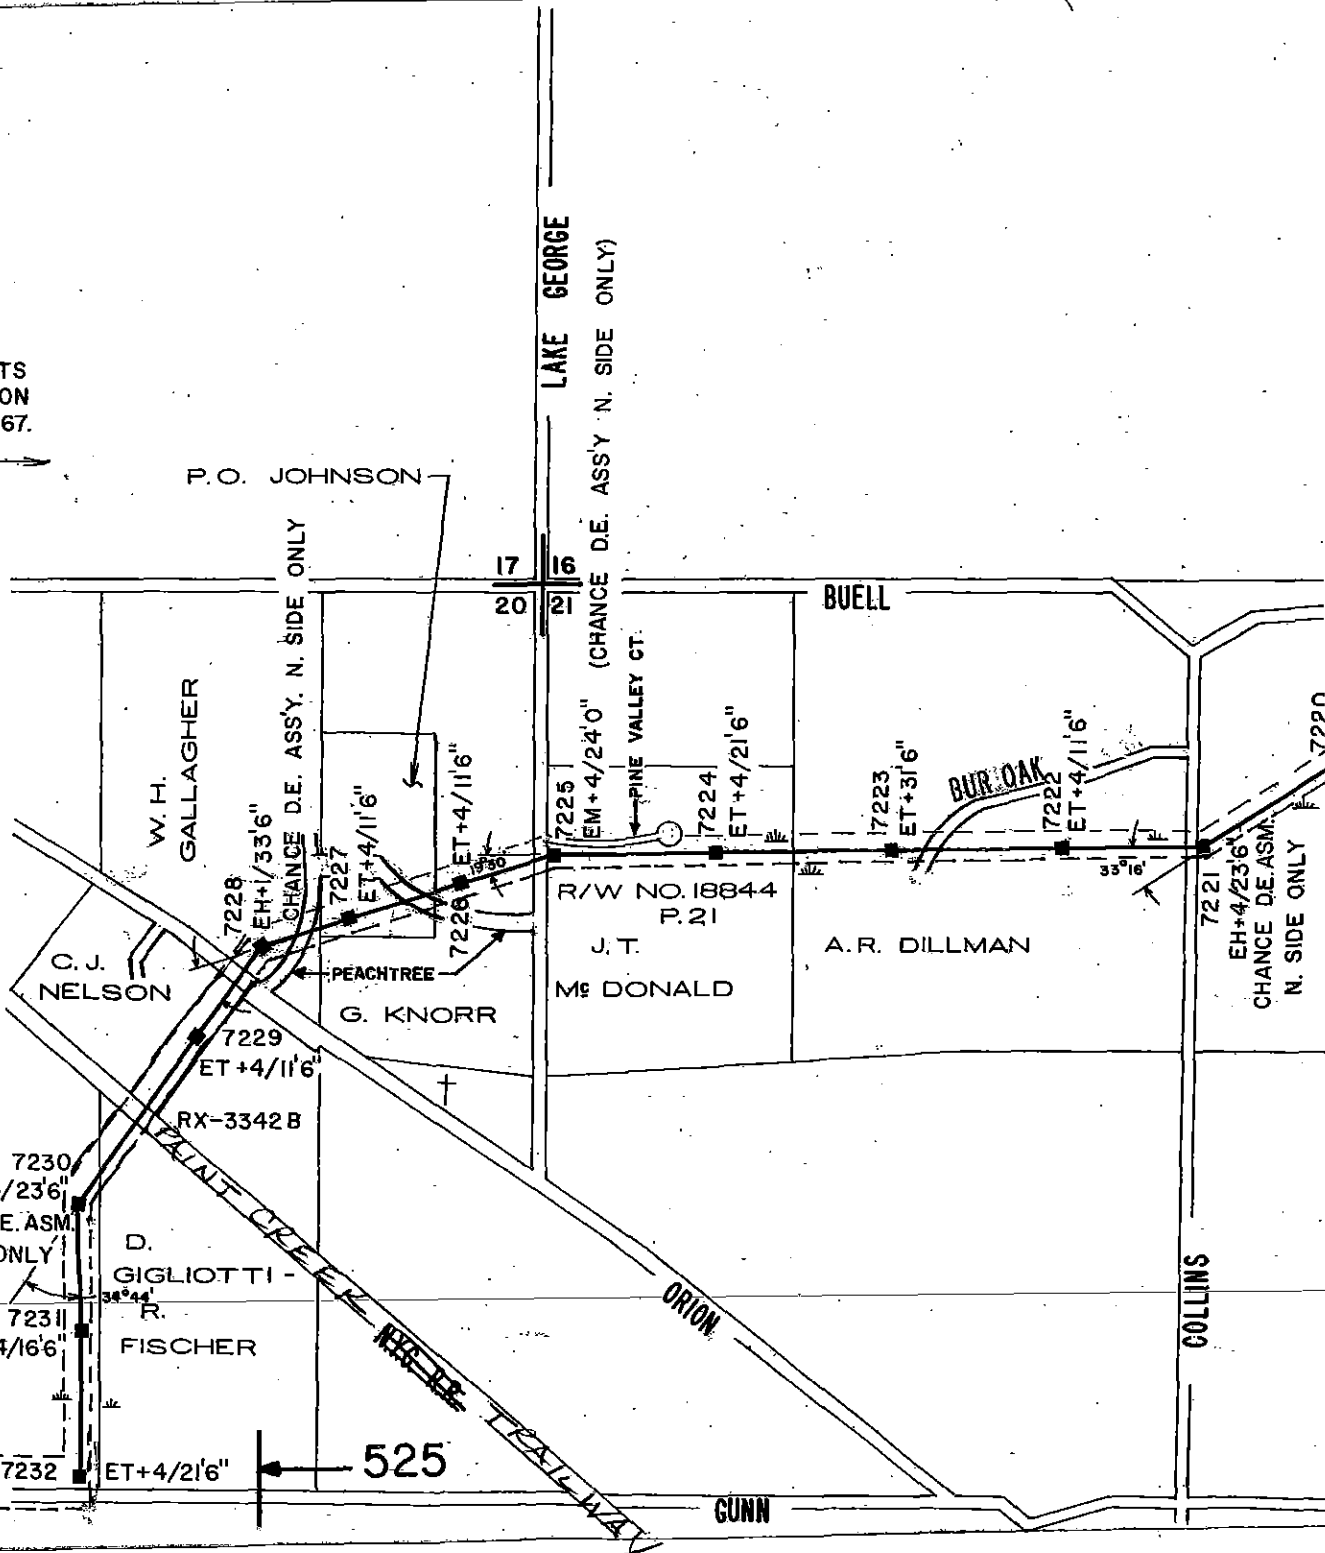 TS
ON
67.
LAKE GEORGE
(CHANCE D.E. ASS'Y N. SIDE ONLY)
P.O. JOHNSON
CHANCE D.E. ASS'Y. N. SIDE ONLY
17 16
20 21
BUELL
W. H.
GALLAGHER
PINE VALLEY CT.
7220
7228
EH+1/33'6"
7227
ET+4/11'6"
7226
ET+4/11'6"
19°50'
7225
EM+4/24'0"
7224
ET+4/21'6"
7223
ET+31'6"
BUR OAK
7222
ET+4/11'6"
33°16'
7221
EH+4/23'6"
CHANCE D.E. ASM.
N. SIDE ONLY
R/W NO. 18844
P. 21
J. T.
Mc DONALD
A.R. DILLMAN
C. J.
NELSON
PEACHTREE
G. KNORR
7229
ET+4/11'6"
RX-3342B
7230
/23'6"
E. ASM.
ONLY
D.
GIGLIOTTI -
R.
FISCHER
34°44'
7231
4/16'6"
7232
ET+4/21'6"
PAINT CREEK
N.Y.C. R.R.
TRAILWAY
ORION
COLLINS
525
GUNN